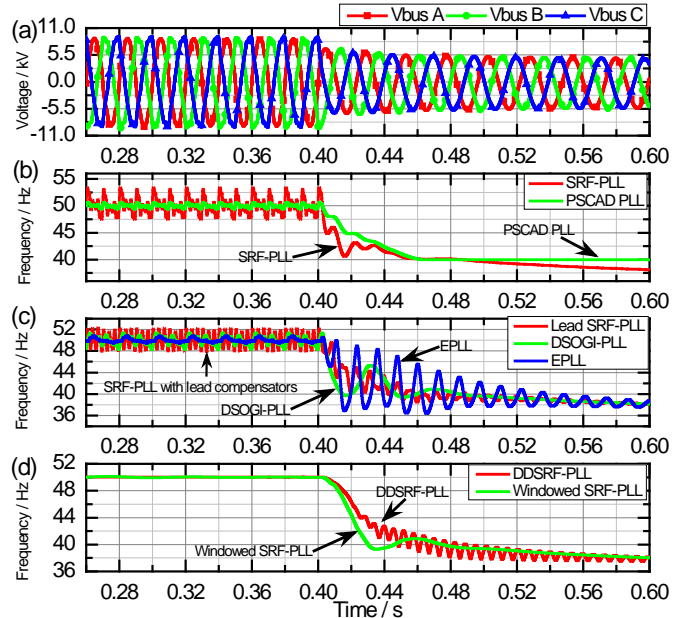 (a)
Vbus A Vbus B Vbus C
Voltage / kV
11.0
5.5
0.0
-5.5
-11.0
0.28 0.32 0.36 0.40 0.44 0.48 0.52 0.56 0.60
(b)
Frequency / Hz
55
50
45
40
SRF-PLL
PSCAD PLL
SRF-PLL
PSCAD PLL
0.28 0.32 0.36 0.40 0.44 0.48 0.52 0.56 0.60
(c)
Frequency / Hz
52
48
44
40
36
Lead SRF-PLL
DSOGI-PLL
EPLL
EPLL
SRF-PLL with lead compensators
DSOGI-PLL
0.28 0.32 0.36 0.40 0.44 0.48 0.52 0.56 0.60
(d)
Frequency / Hz
52
48
44
40
36
DDSRF-PLL
Windowed SRF-PLL
DDSRF-PLL
Windowed SRF-PLL
0.28 0.32 0.36 0.40 0.44 0.48 0.52 0.56 0.60
Time / s